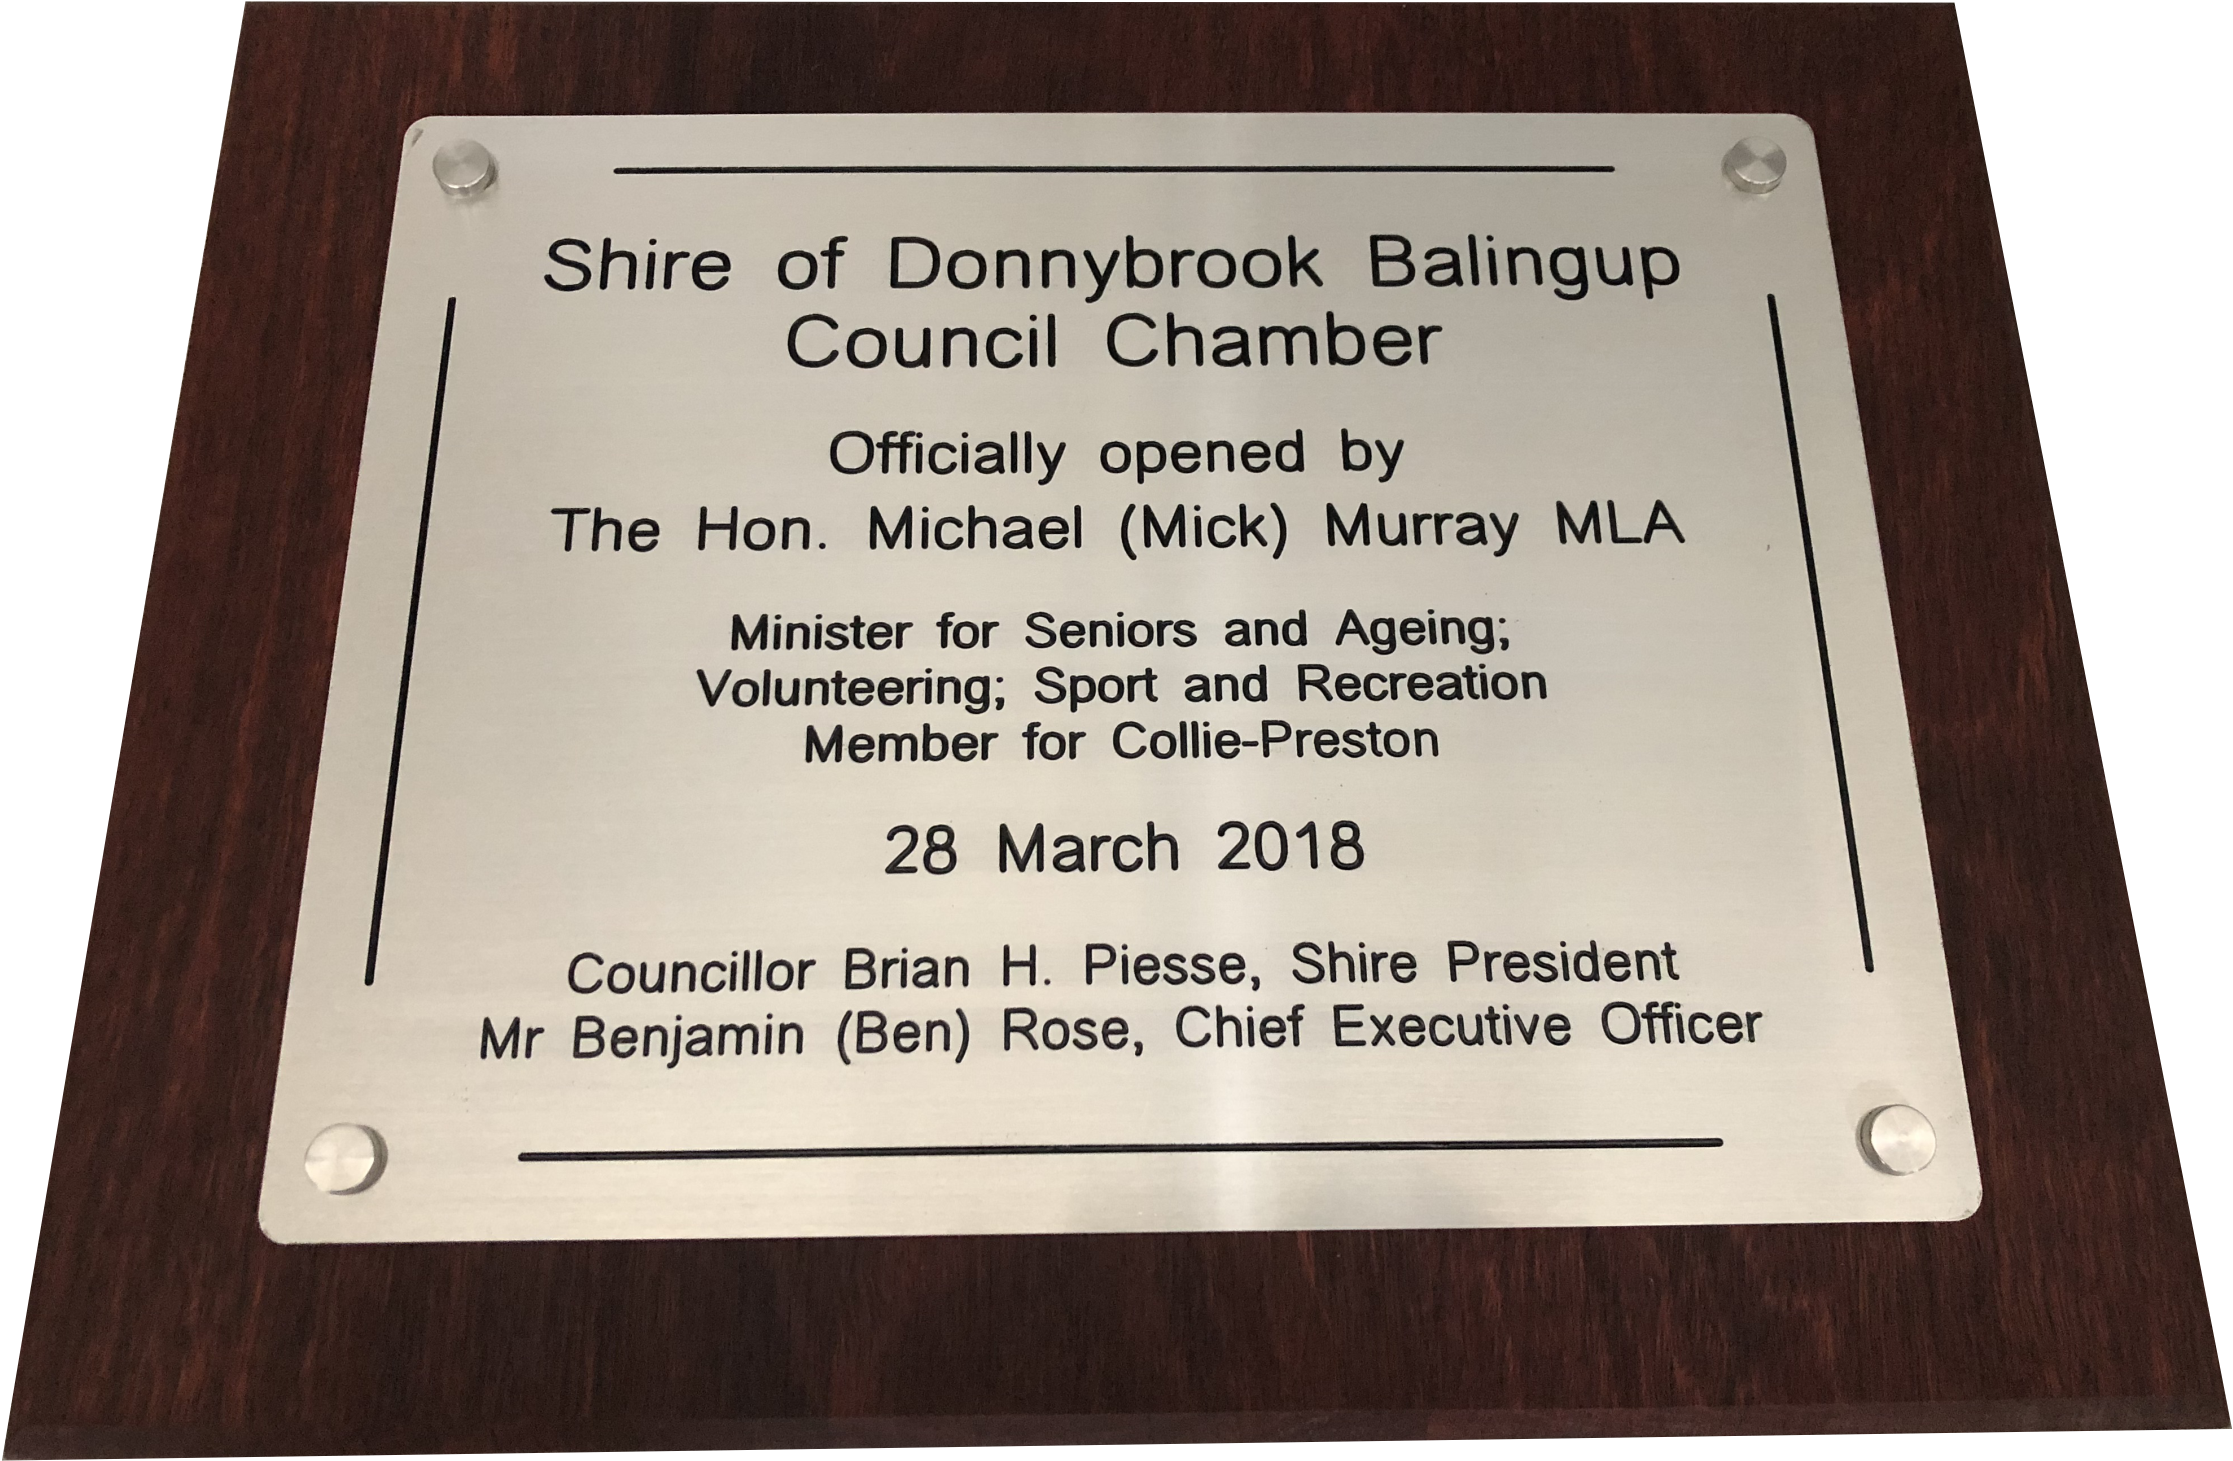 Shire of Donnybrook Balingup
Council Chamber
Officially opened by
The Hon. Michael (Mick) Murray MLA
Minister for Seniors and Ageing;
Volunteering; Sport and Recreation
Member for Collie-Preston
28 March 2018
Councillor Brian H. Piesse, Shire President
Mr Benjamin (Ben) Rose, Chief Executive Officer